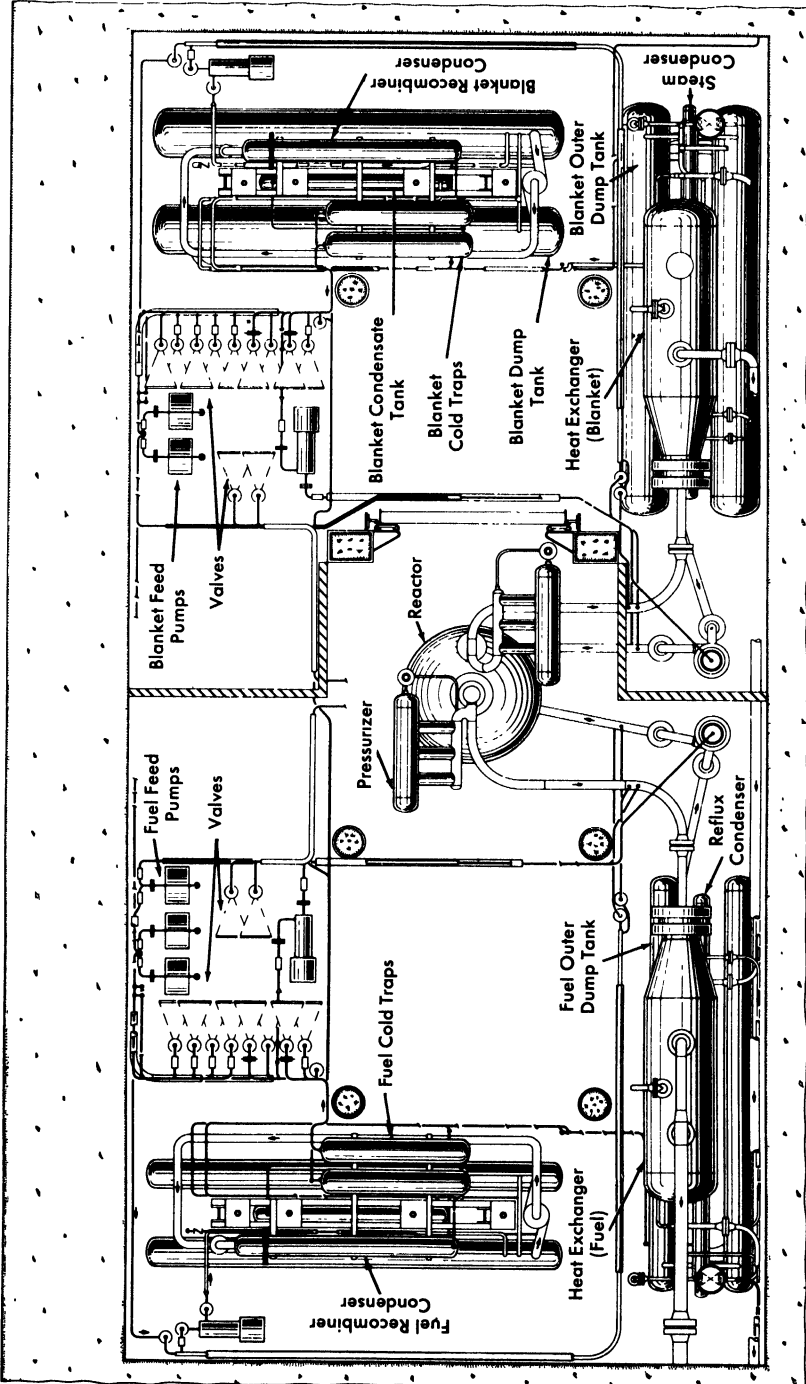 Blanket Recombiner
Condenser
Steam
Condenser
Blanket Outer
Dump Tank
Blanket Condensate
Tank
Blanket
Cold Traps
Blanket Dump
Tank
Heat Exchanger
(Blanket)
Blanket Feed
Pumps
Valves
Reactor
Pressurizer
Fuel Feed
Pumps
Valves
Reflux
Condenser
Fuel Outer
Dump Tank
Fuel Cold Traps
Heat Exchanger
(Fuel)
Fuel Recombiner
Condenser